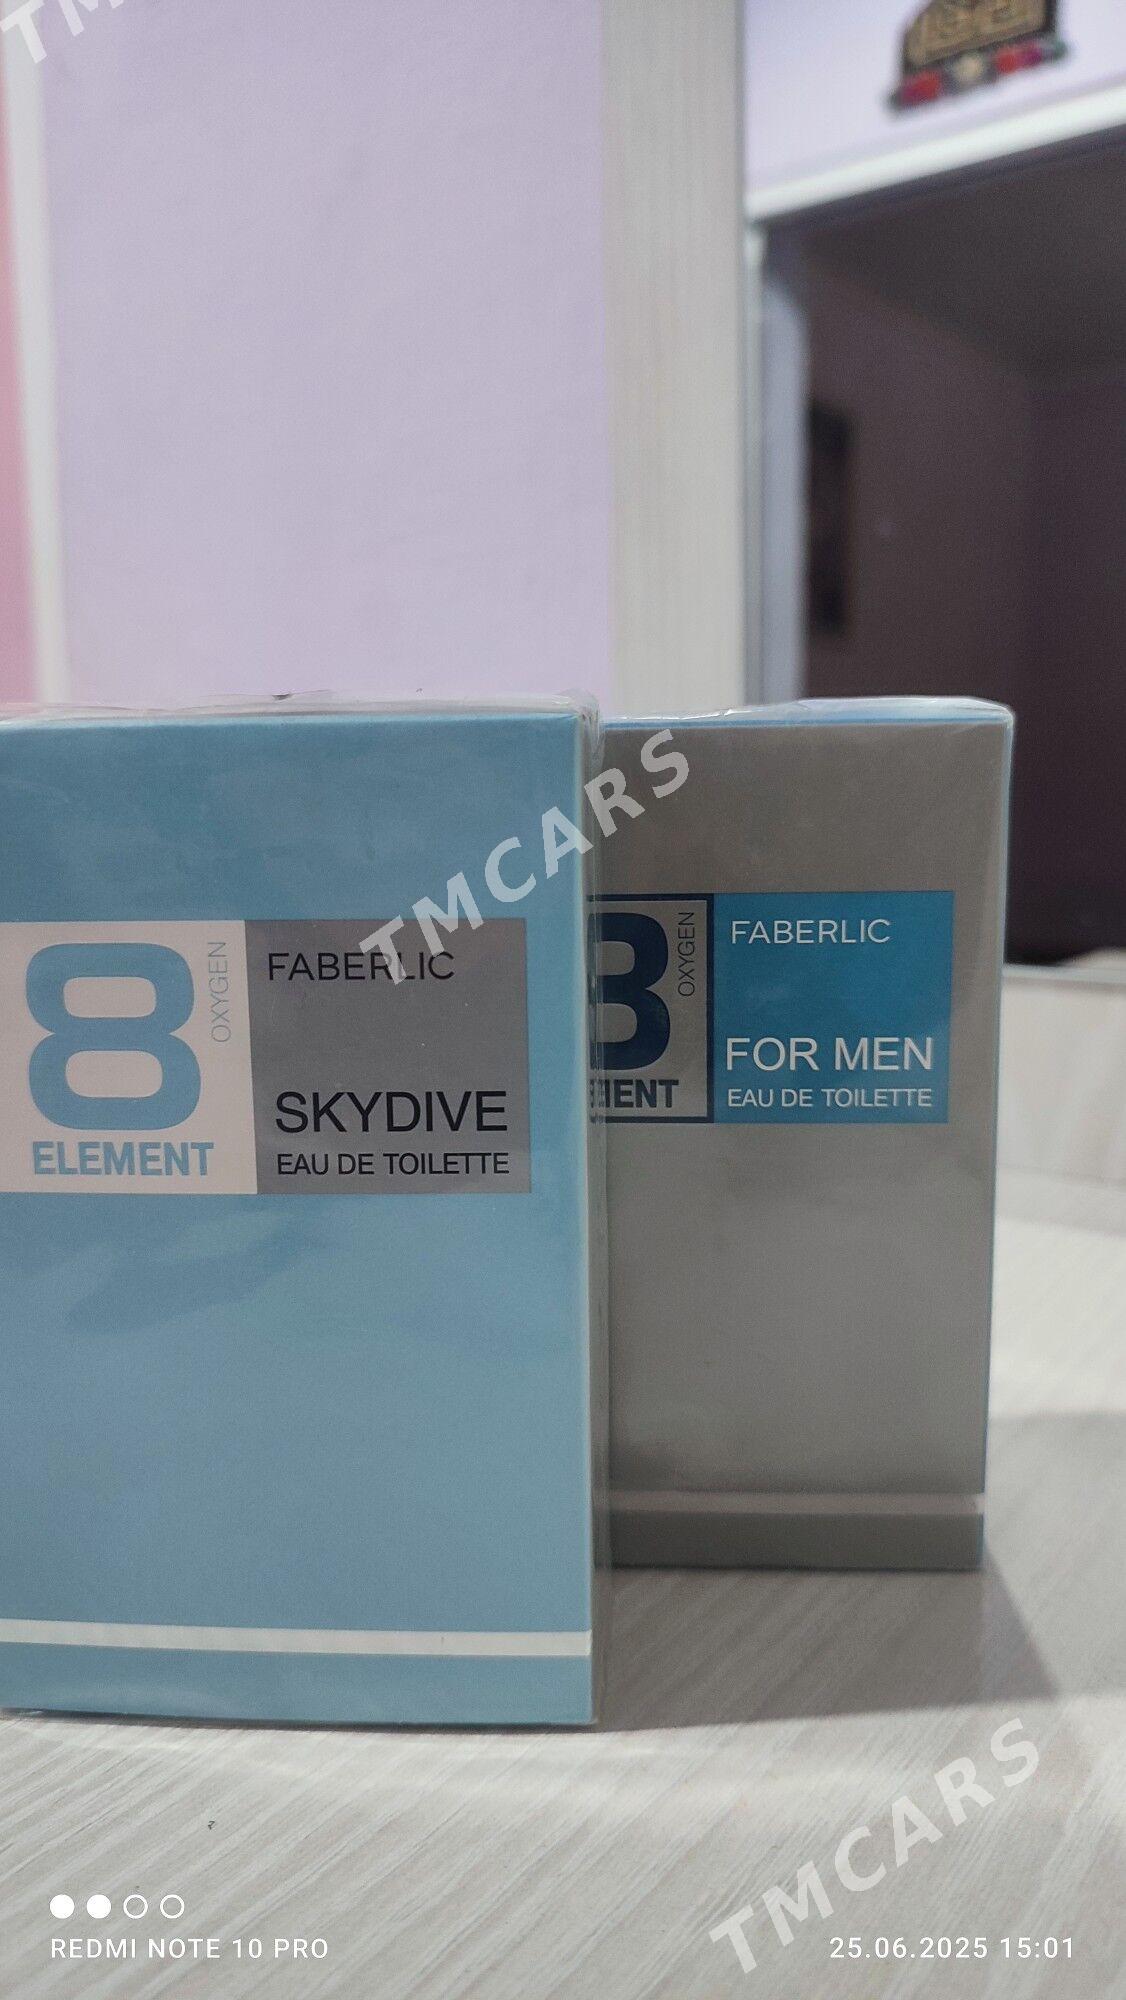 TMCARS
8
OXYGEN
ELEMENT
FABERLIC
SKYDIVE
EAU DE TOILETTE
OXYGEN
FABERLIC
FOR MEN
EAU DE TOILETTE
TMCARS
REDMI NOTE 10 PRO
25.06.2025 15:01